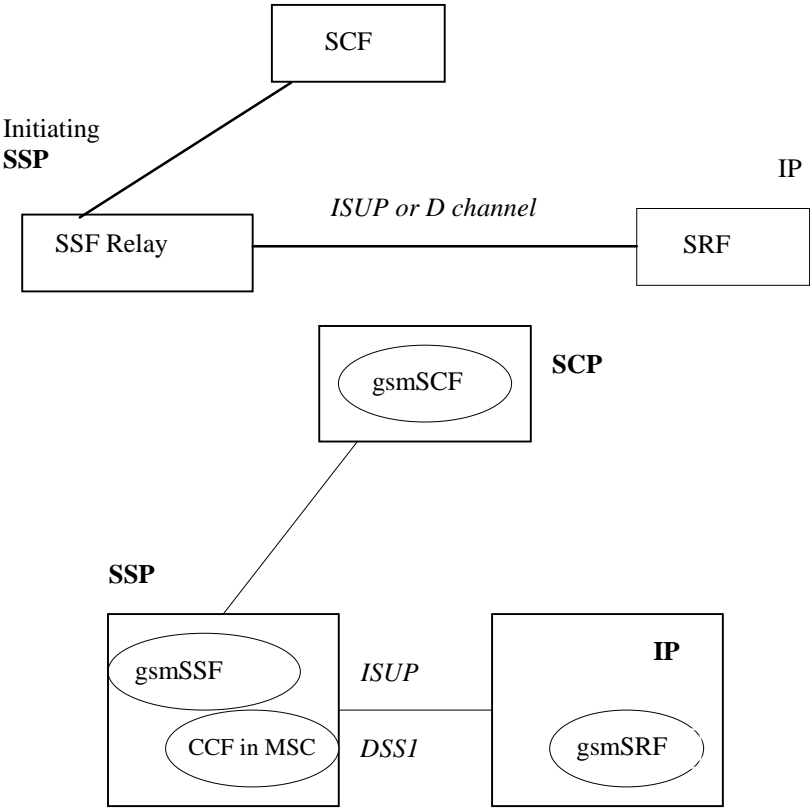 SCF
Initiating
SSP
IP
ISUP or D channel
SSF Relay
SRF
SCP
gsmSCF
SSP
IP
gsmSSF
ISUP
CCF in MSC
DSS1
gsmSRF